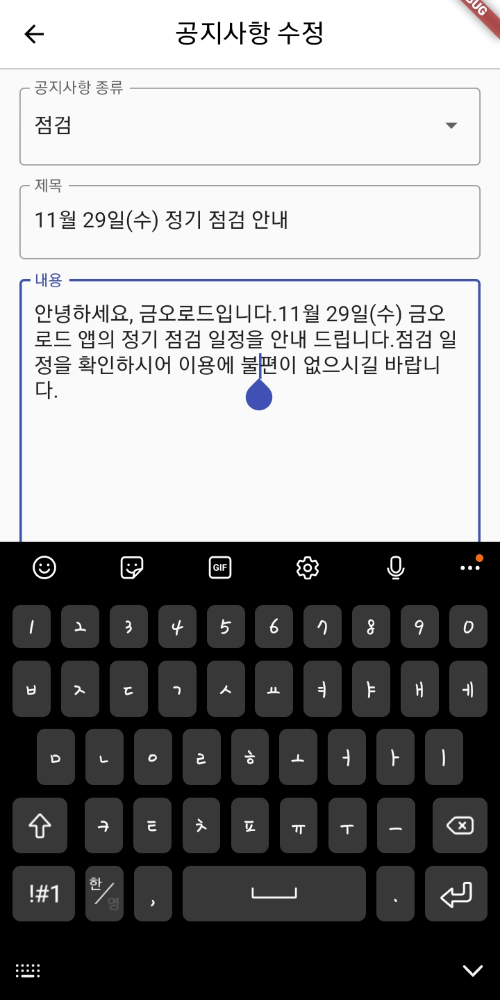 공지사항 수정
BUG
공지사항 종류
점검
제목
11월 29일(수) 정기 점검 안내
내용
안녕하세요, 금오로드입니다.11월 29일(수) 금오
로드 앱의 정기 점검 일정을 안내 드립니다.점검 일
정을 확인하시어 이용에 불편이 없으시길 바랍니
다.
GIF
1 2 3 4 5 6 7 8 9 0
ㅂ ㅈ ㄷ ㄱ ㅅ ㅛ ㅕ ㅑ ㅐ ㅔ
ㅁ ㄴ ㅇ ㄹ ㅎ ㅗ ㅓ ㅏ ㅣ
ㅋ ㅌ ㅊ ㅍ ㅠ ㅜ ㅡ
!#1 한/영 , .